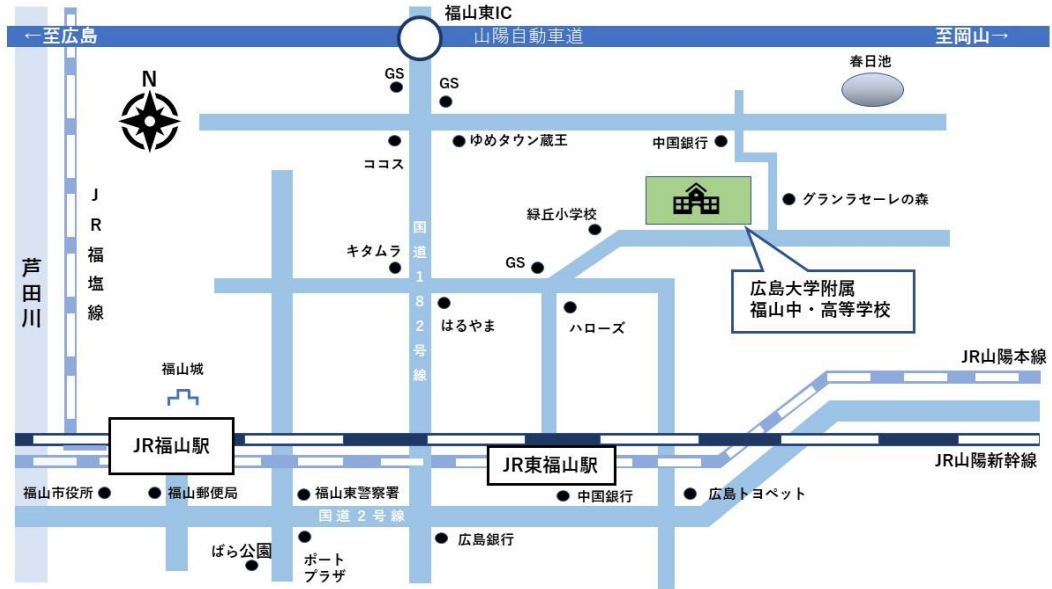 福山東IC
←至広島
山陽自動車道
至岡山→
春日池
GS
GS
N
ココス
ゆめタウン蔵王
中国銀行
グランラセーレの森
JR福塩線
緑丘小学校
国道182号線
キタムラ
GS
芦田川
広島大学附属
福山中・高等学校
はるやま
ハローズ
福山城
JR山陽本線
JR福山駅
JR東福山駅
JR山陽新幹線
福山市役所
福山郵便局
福山東警察署
中国銀行
広島トヨペット
国道2号線
広島銀行
ばら公園
ポート
プラザ